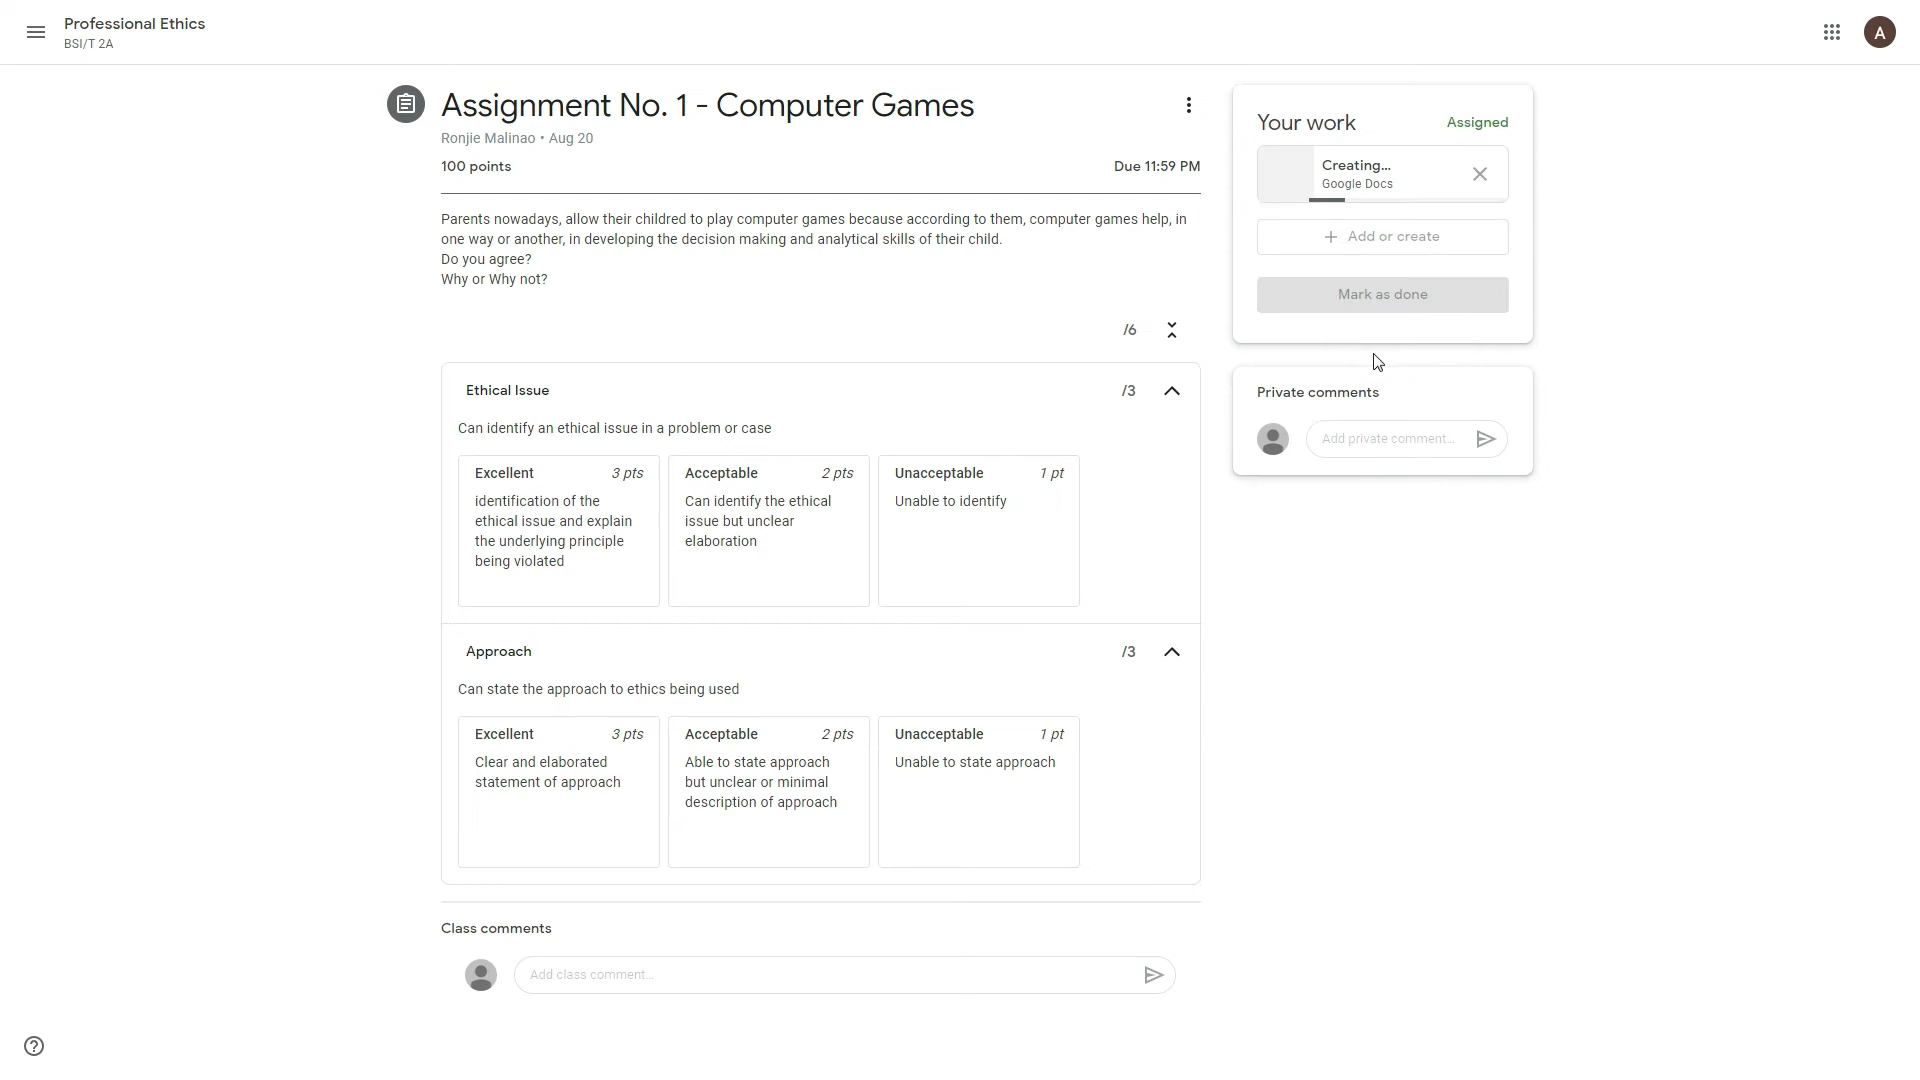 Professional Ethics
BSI/T 2A
A
Assignment No. 1 - Computer Games
Ronjie Malinao • Aug 20
100 points
Due 11:59 PM
Parents nowadays, allow their childred to play computer games because according to them, computer games help, in
one way or another, in developing the decision making and analytical skills of their child.
Do you agree?
Why or Why not?
/6
Ethical Issue
/3
Can identify an ethical issue in a problem or case
Excellent
3 pts
identification of the
ethical issue and explain
the underlying principle
being violated
Acceptable
2 pts
Can identify the ethical
issue but unclear
elaboration
Unacceptable
1 pt
Unable to identify
Approach
/3
Can state the approach to ethics being used
Excellent
3 pts
Clear and elaborated
statement of approach
Acceptable
2 pts
Able to state approach
but unclear or minimal
description of approach
Unacceptable
1 pt
Unable to state approach
Class comments
Add class comment...
Your work
Assigned
Creating...
Google Docs
+ Add or create
Mark as done
Private comments
Add private comment...